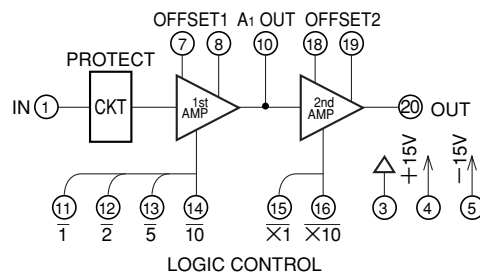 OFFSET1 A1 OUT OFFSET2
7 8 10 18 19
PROTECT
IN 1 CKT 1st AMP 2nd AMP 20 OUT
+15V -15V
3 4 5
11 12 13 14 15 16
1 2 5 10 ×1 ×10
LOGIC CONTROL